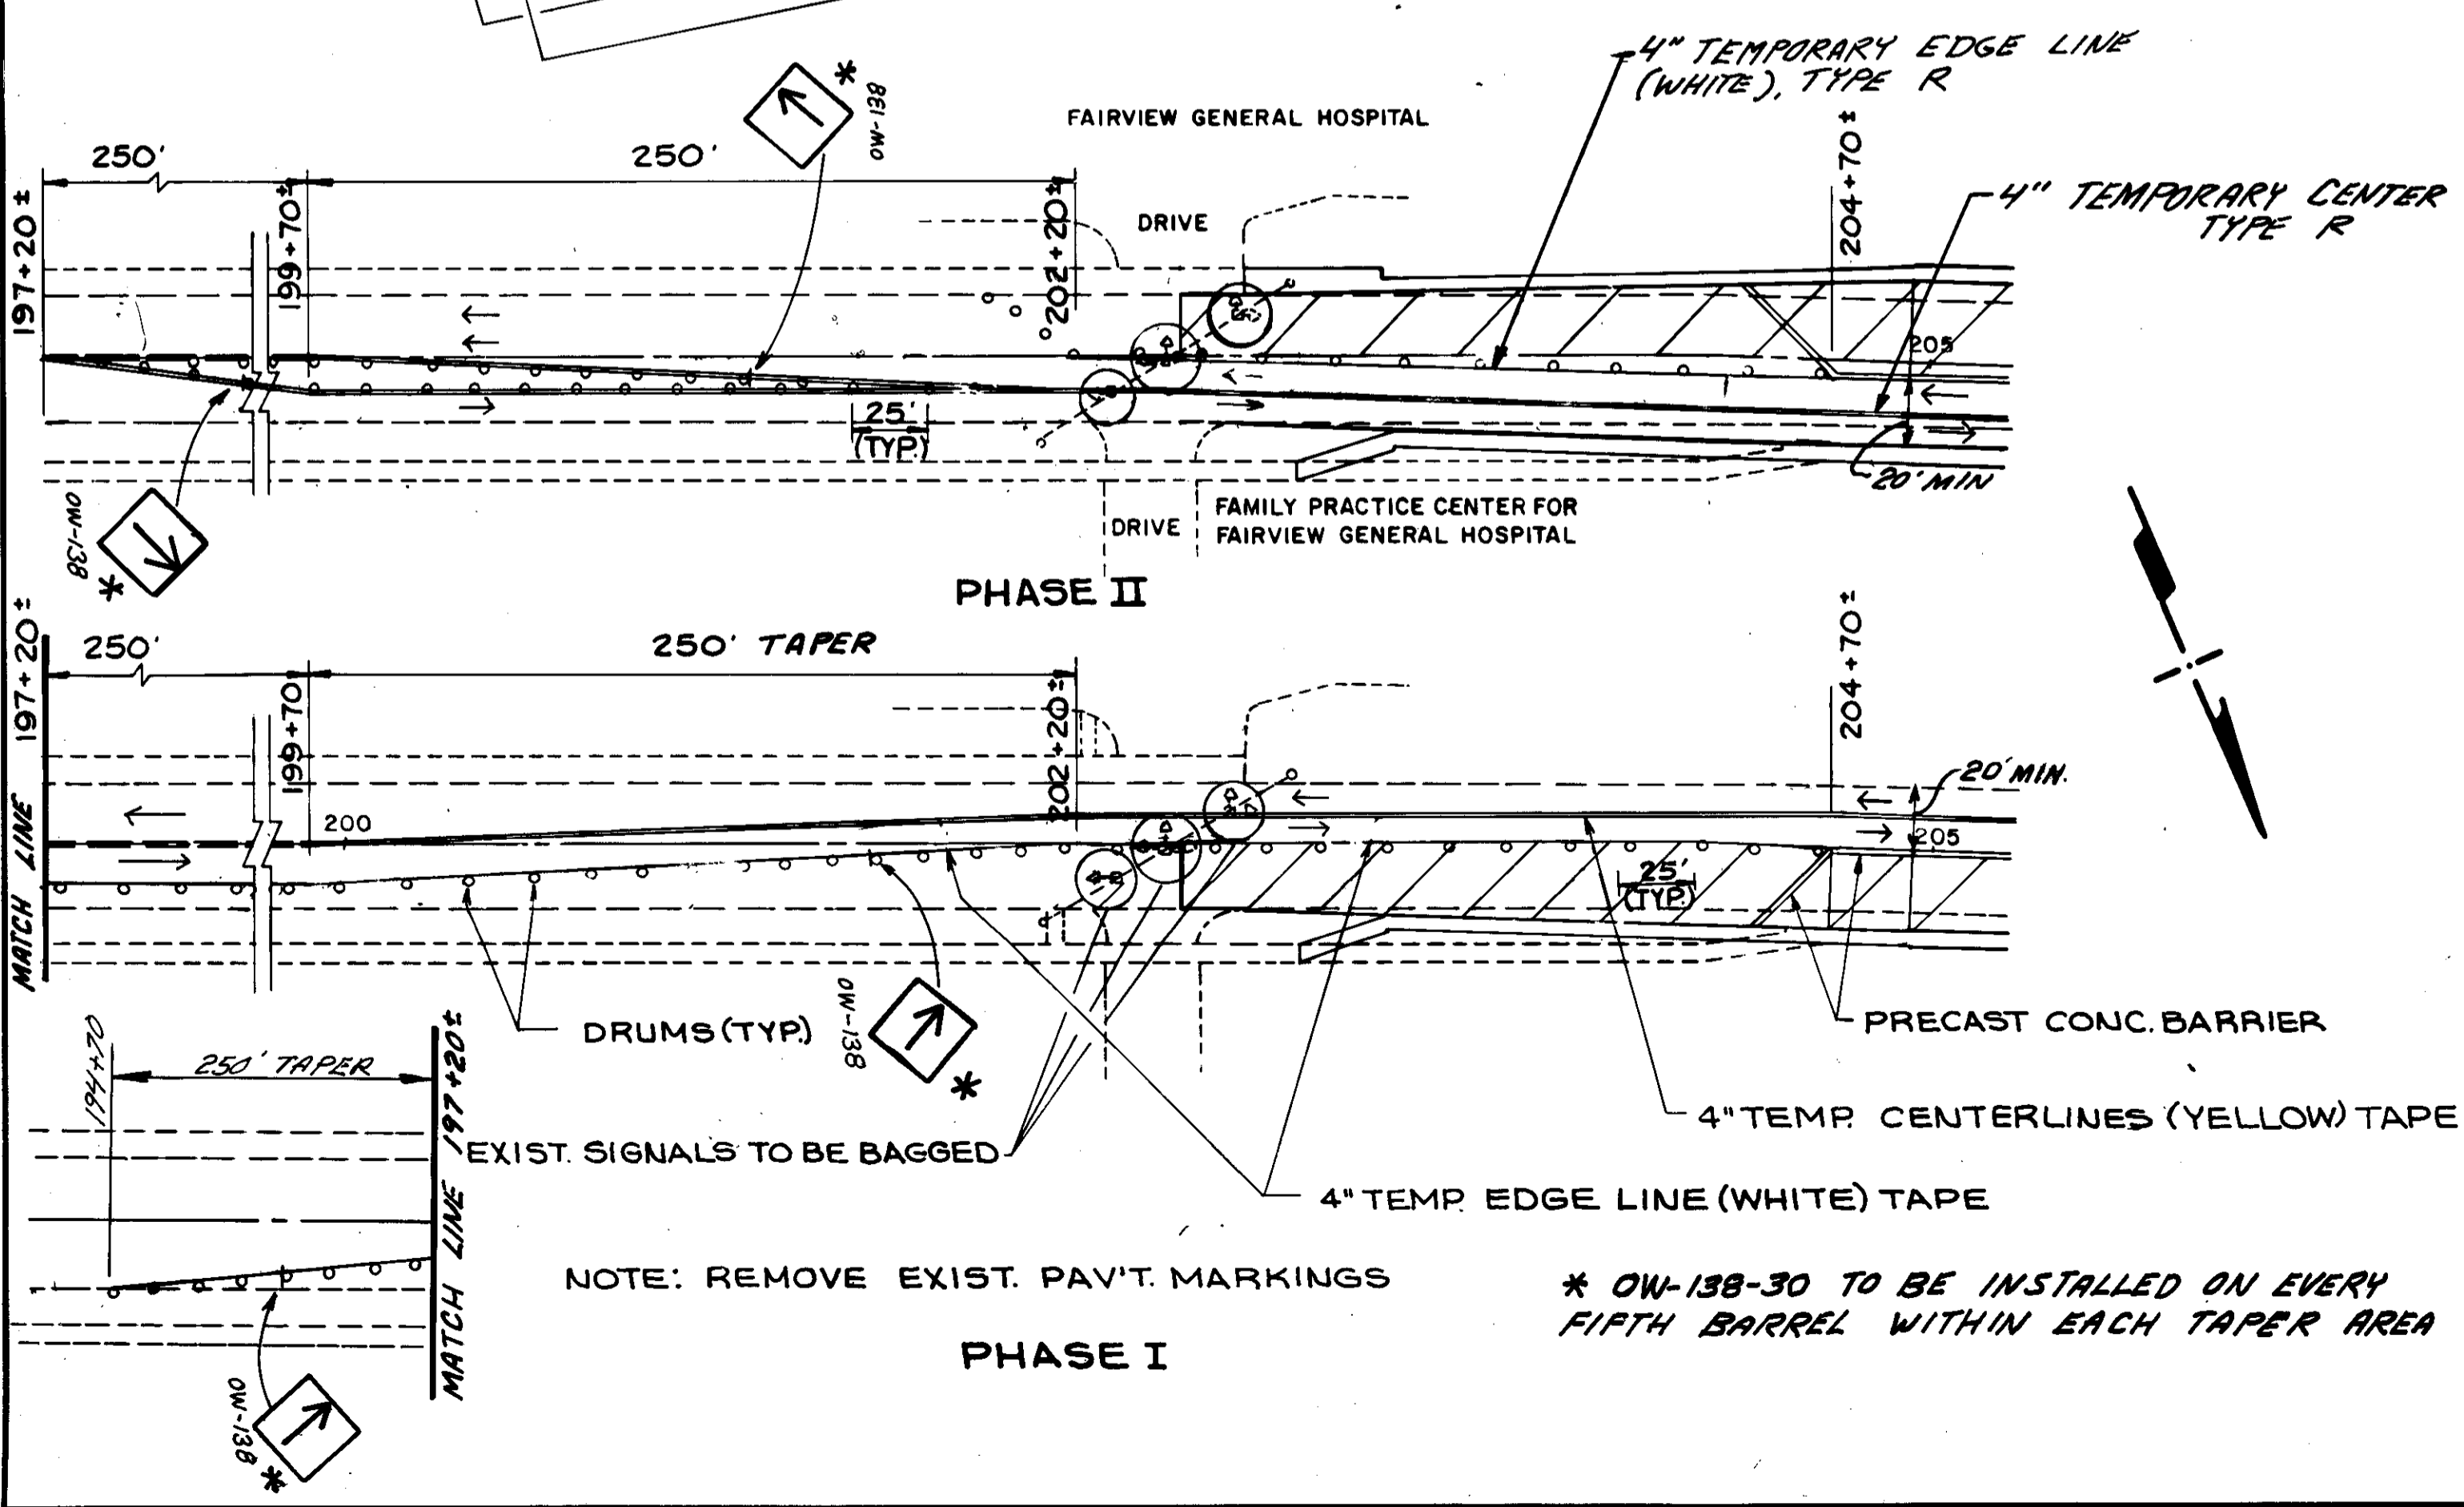 4" TEMPORARY EDGE LINE
(WHITE), TYPE R
OW-138
*
FAIRVIEW GENERAL HOSPITAL
250'
250'
197+20±
199+70±
202+20±
204+70±
DRIVE
4" TEMPORARY CENTER
TYPE R
205
25'
(TYP.)
20' MIN
OW-138
*
DRIVE
FAMILY PRACTICE CENTER FOR
FAIRVIEW GENERAL HOSPITAL
PHASE II
250'
250' TAPER
MATCH LINE 197+20±
199+70±
202+20±
204+70±
200
20' MIN.
205
25'
(TYP.)
DRUMS (TYP.)
OW-138
*
PRECAST CONC. BARRIER
194+70
250' TAPER
MATCH LINE 197+20±
4" TEMP. CENTERLINES (YELLOW) TAPE
EXIST. SIGNALS TO BE BAGGED
4" TEMP. EDGE LINE (WHITE) TAPE
NOTE: REMOVE EXIST. PAV'T. MARKINGS
* OW-138-30 TO BE INSTALLED ON EVERY
FIFTH BARREL WITHIN EACH TAPER AREA
PHASE I
OW-138
*